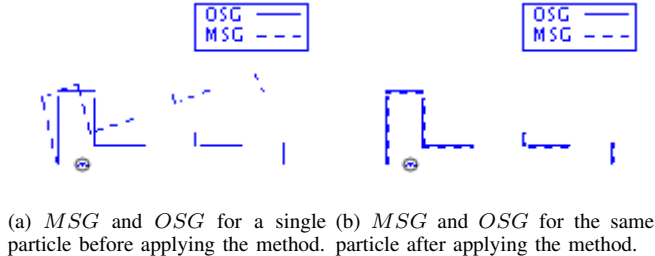 OSG
MSG
OSG
MSG
(a) MSG and OSG for a single
particle before applying the method.
(b) MSG and OSG for the same
particle after applying the method.